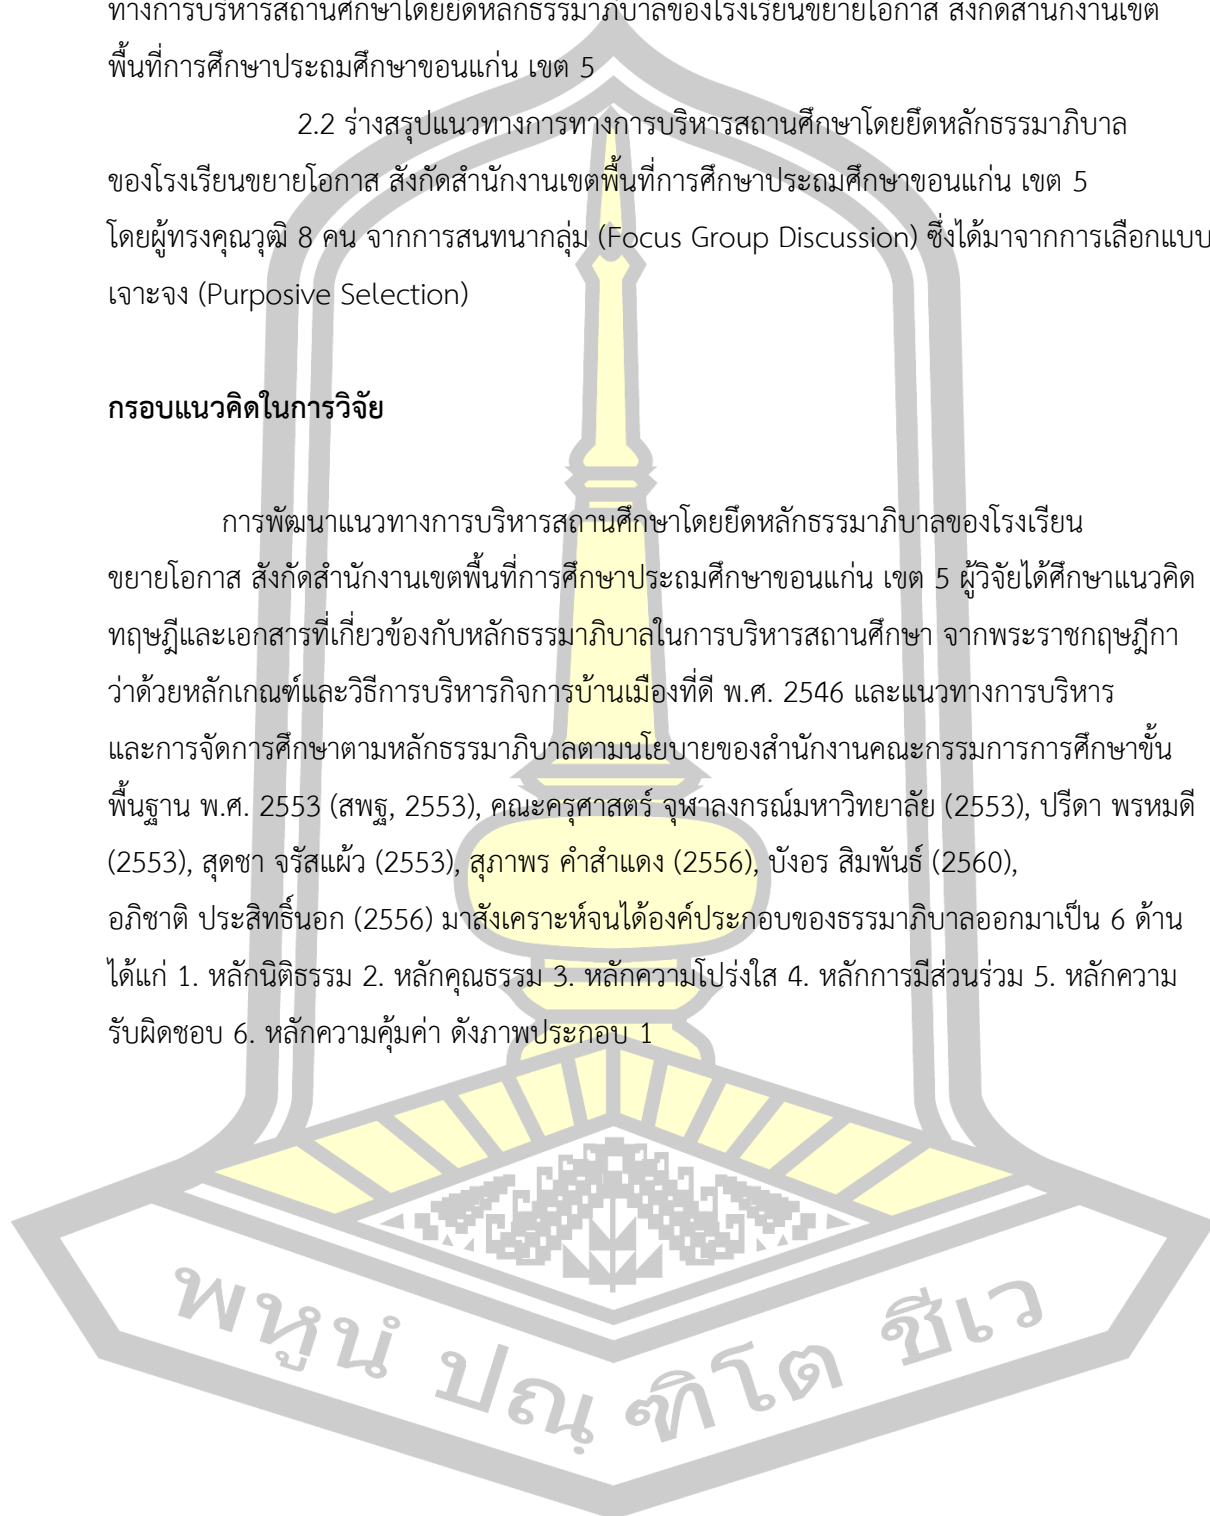 ทางการบริหารสถานศึกษาโดยยึดหลักธรรมาภิบาลของโรงเรียนขยายโอกาส สังกัดสำนักงานเขต
พื้นที่การศึกษาประถมศึกษาขอนแก่น เขต 5
2.2 ร่างสรุปแนวทางการทางการบริหารสถานศึกษาโดยยึดหลักธรรมาภิบาล
ของโรงเรียนขยายโอกาส สังกัดสำนักงานเขตพื้นที่การศึกษาประถมศึกษาขอนแก่น เขต 5
โดยผู้ทรงคุณวุฒิ 8 คน จากการสนทนากลุ่ม (Focus Group Discussion) ซึ่งได้มาจากการเลือกแบบ
เจาะจง (Purposive Selection)
กรอบแนวคิดในการวิจัย
การพัฒนาแนวทางการบริหารสถานศึกษาโดยยึดหลักธรรมาภิบาลของโรงเรียน
ขยายโอกาส สังกัดสำนักงานเขตพื้นที่การศึกษาประถมศึกษาขอนแก่น เขต 5 ผู้วิจัยได้ศึกษาแนวคิด
ทฤษฎีและเอกสารที่เกี่ยวข้องกับหลักธรรมาภิบาลในการบริหารสถานศึกษา จากพระราชกฤษฎีกา
ว่าด้วยหลักเกณฑ์และวิธีการบริหารกิจการบ้านเมืองที่ดี พ.ศ. 2546 และแนวทางการบริหาร
และการจัดการศึกษาตามหลักธรรมาภิบาลตามนโยบายของสำนักงานคณะกรรมการการศึกษาขั้น
พื้นฐาน พ.ศ. 2553 (สพฐ, 2553), คณะครุศาสตร์ จุฬาลงกรณ์มหาวิทยาลัย (2553), ปรีดา พรหมดี
(2553), สุดชา จรัสแผ้ว (2553), สุภาพร คำสำแดง (2556), บังอร สิมพันธ์ (2560),
อภิชาติ ประสิทธิ์นอก (2556) มาสังเคราะห์จนได้องค์ประกอบของธรรมาภิบาลออกมาเป็น 6 ด้าน
ได้แก่ 1. หลักนิติธรรม 2. หลักคุณธรรม 3. หลักความโปร่งใส 4. หลักการมีส่วนร่วม 5. หลักความ
รับผิดชอบ 6. หลักความคุ้มค่า ดังภาพประกอบ 1
พหูนํ ปณฺฑิโต ชีเว